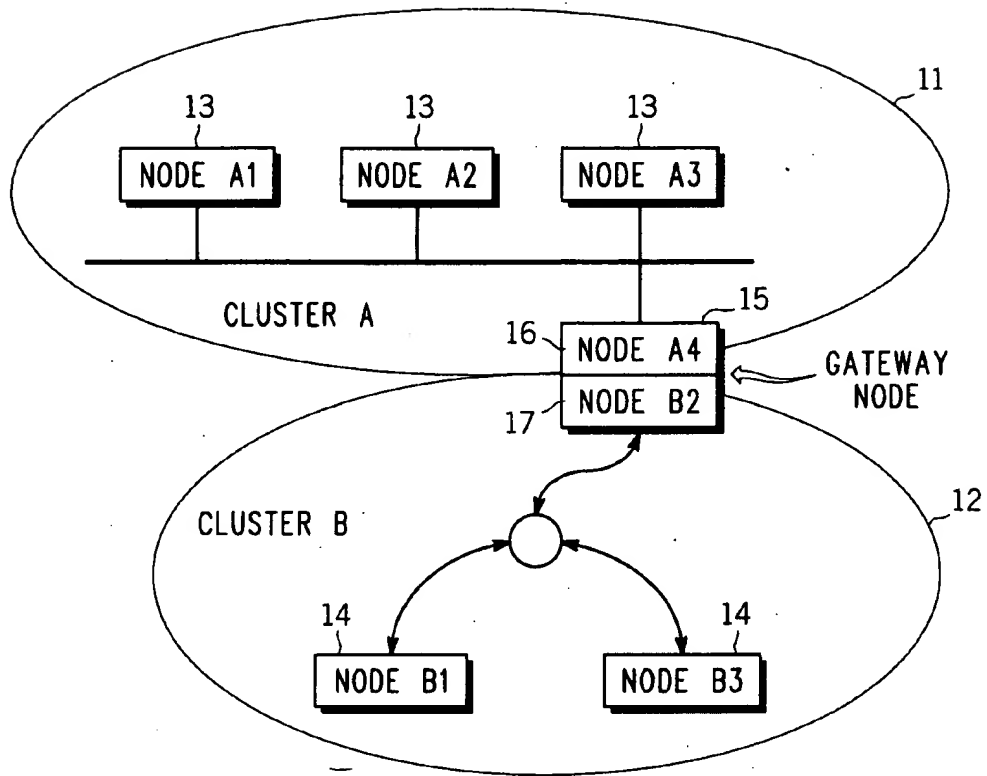 11
13 13 13
NODE A1 NODE A2 NODE A3
CLUSTER A
15
16 NODE A4
GATEWAY
NODE
17 NODE B2
12
CLUSTER B
14 14
NODE B1 NODE B3